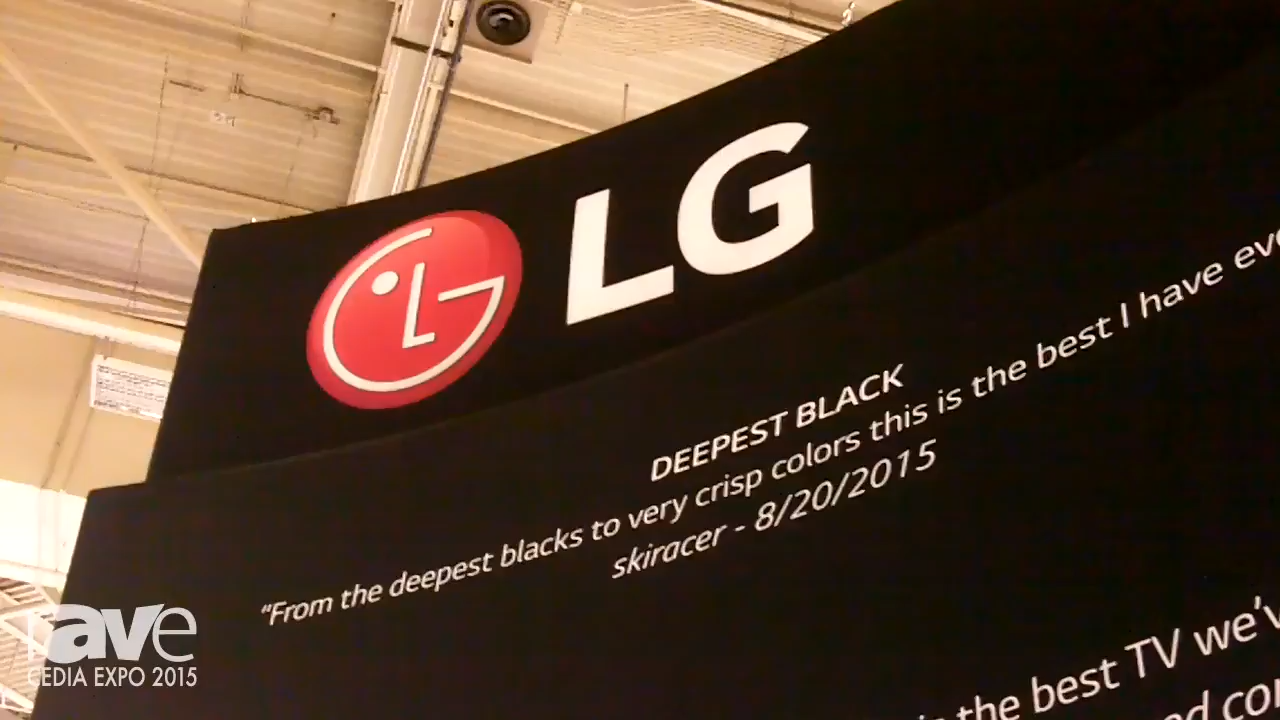 LG
DEEPEST BLACK
“From the deepest blacks to very crisp colors this is the best I have
skiracer - 8/20/2015
the best TV we'v
rAVe
CEDIA EXPO 2015